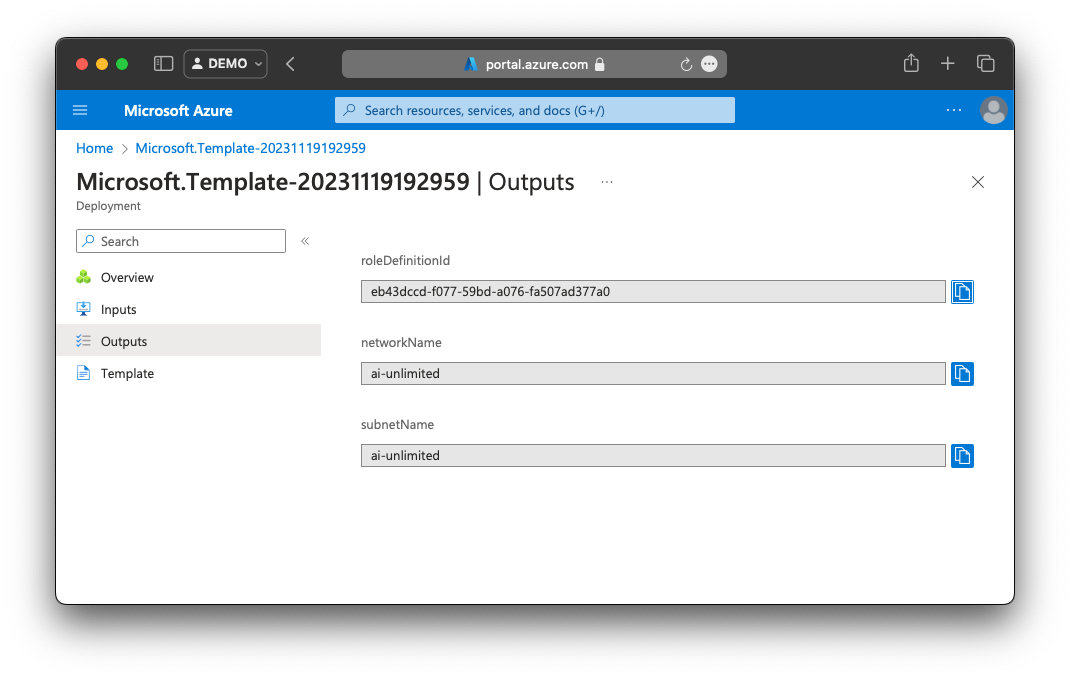 DEMO
portal.azure.com
Microsoft Azure
Search resources, services, and docs (G+/)
Home > Microsoft.Template-20231119192959
Microsoft.Template-20231119192959 | Outputs ...
Deployment
Search
«
Overview
Inputs
Outputs
Template
roleDefinitionId
eb43dccd-f077-59bd-a076-fa507ad377a0
networkName
ai-unlimited
subnetName
ai-unlimited